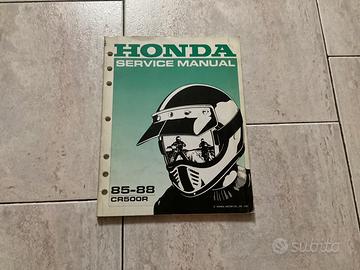 HONDA
SERVICE MANUAL
85-88
CR500R
subito